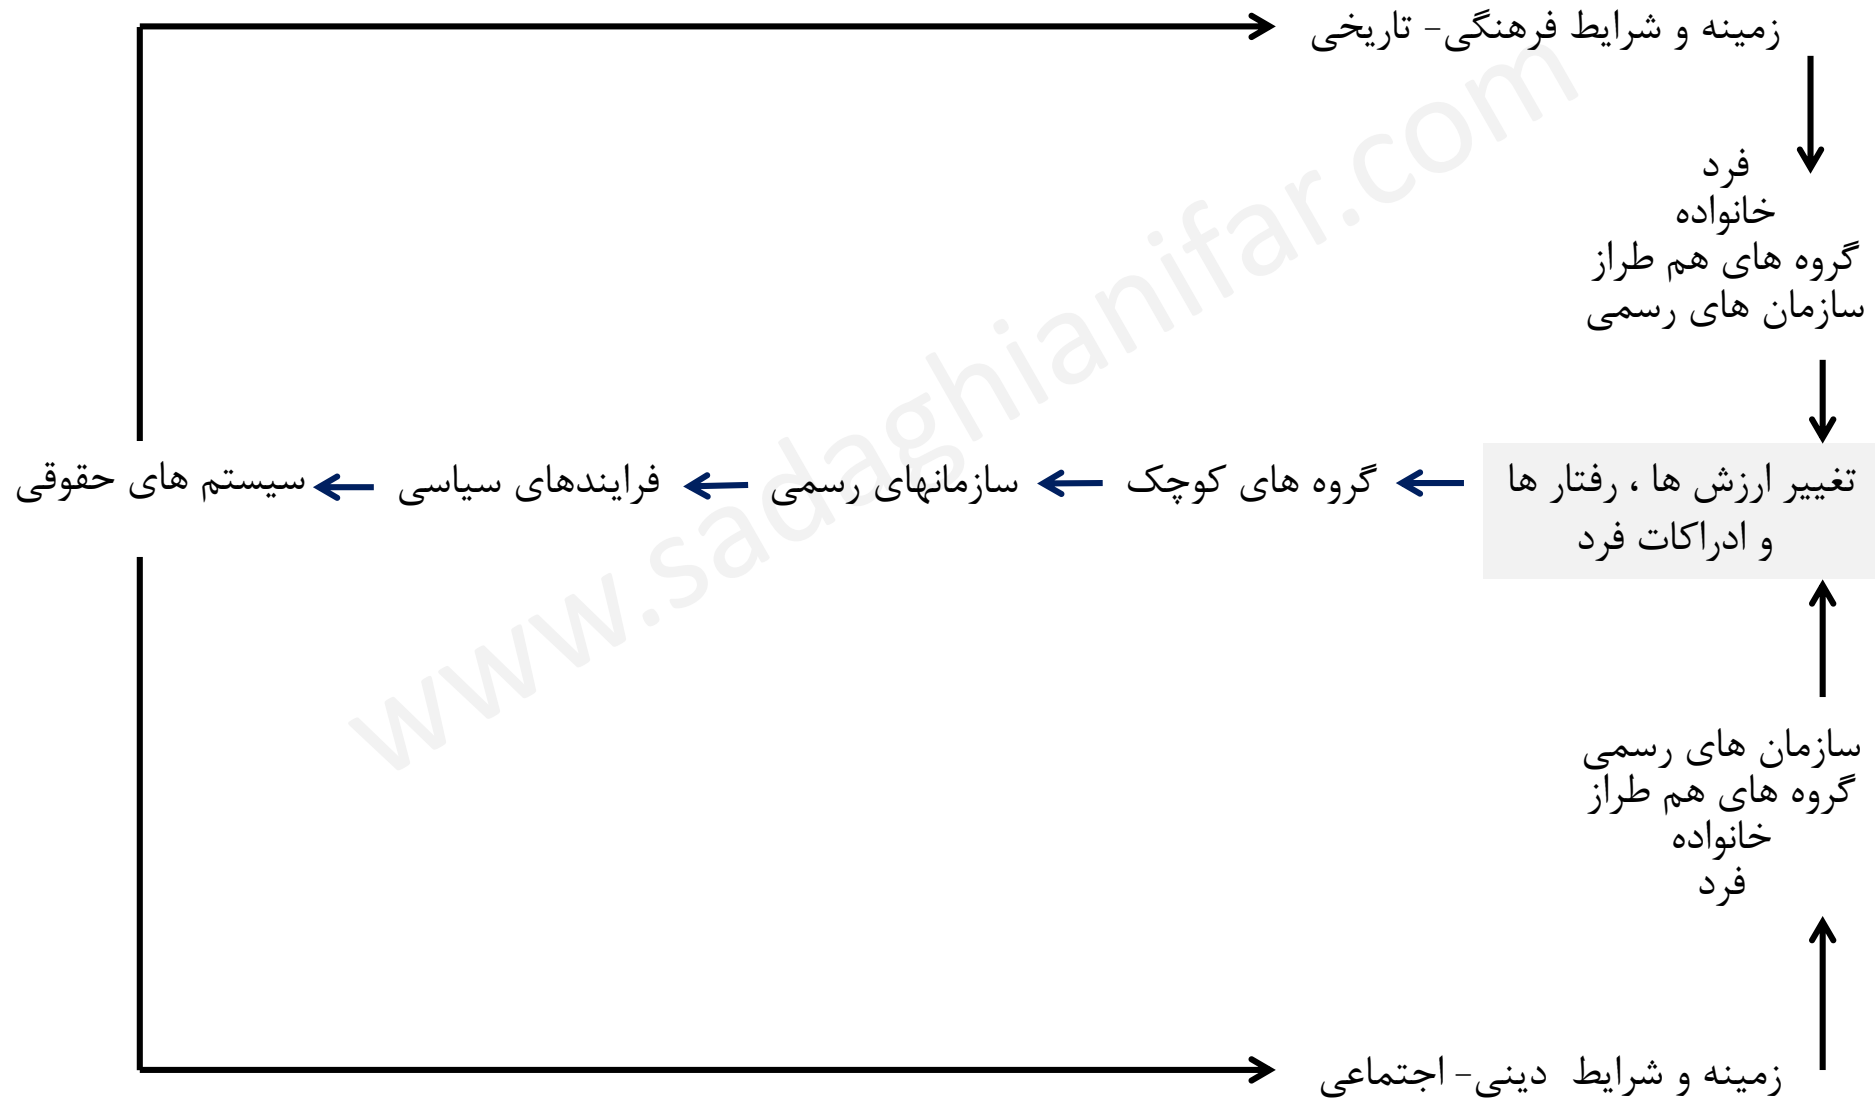 زمینه و شرایط فرهنگی- تاریخی
فرد
خانواده
گروه های هم طراز
سازمان های رسمی
تغییر ارزش ها ، رفتار ها
و ادراکات فرد
گروه های کوچک
سازمانهای رسمی
فرایندهای سیاسی
سیستم های حقوقی
سازمان های رسمی
گروه های هم طراز
خانواده
فرد
زمینه و شرایط دینی- اجتماعی
www.sadaghianifar.com